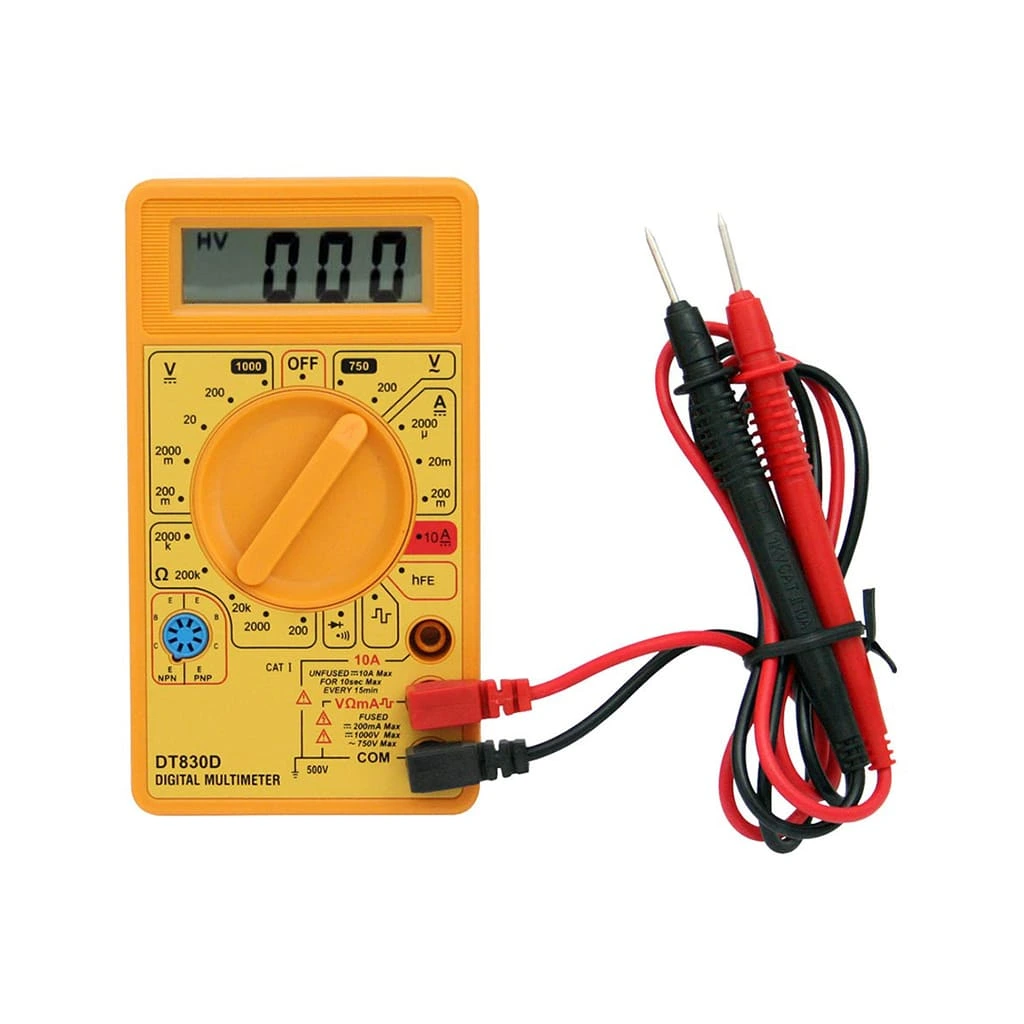 HV 000
V 1000 OFF 750 V
200 200
A
20 2000
µ
2000
m 20m
200
m 200
m
2000
k 10A
Ω 200k hFE
20k
2000 200
E E
B B
C C
E E
NPN PNP
CAT I 10A
UNFUSED 10A Max
FOR 10sec Max
EVERY 15min
VΩmA
FUSED
200mA Max
1000V Max
~ 750V Max
COM
500V
DT830D
DIGITAL MULTIMETER